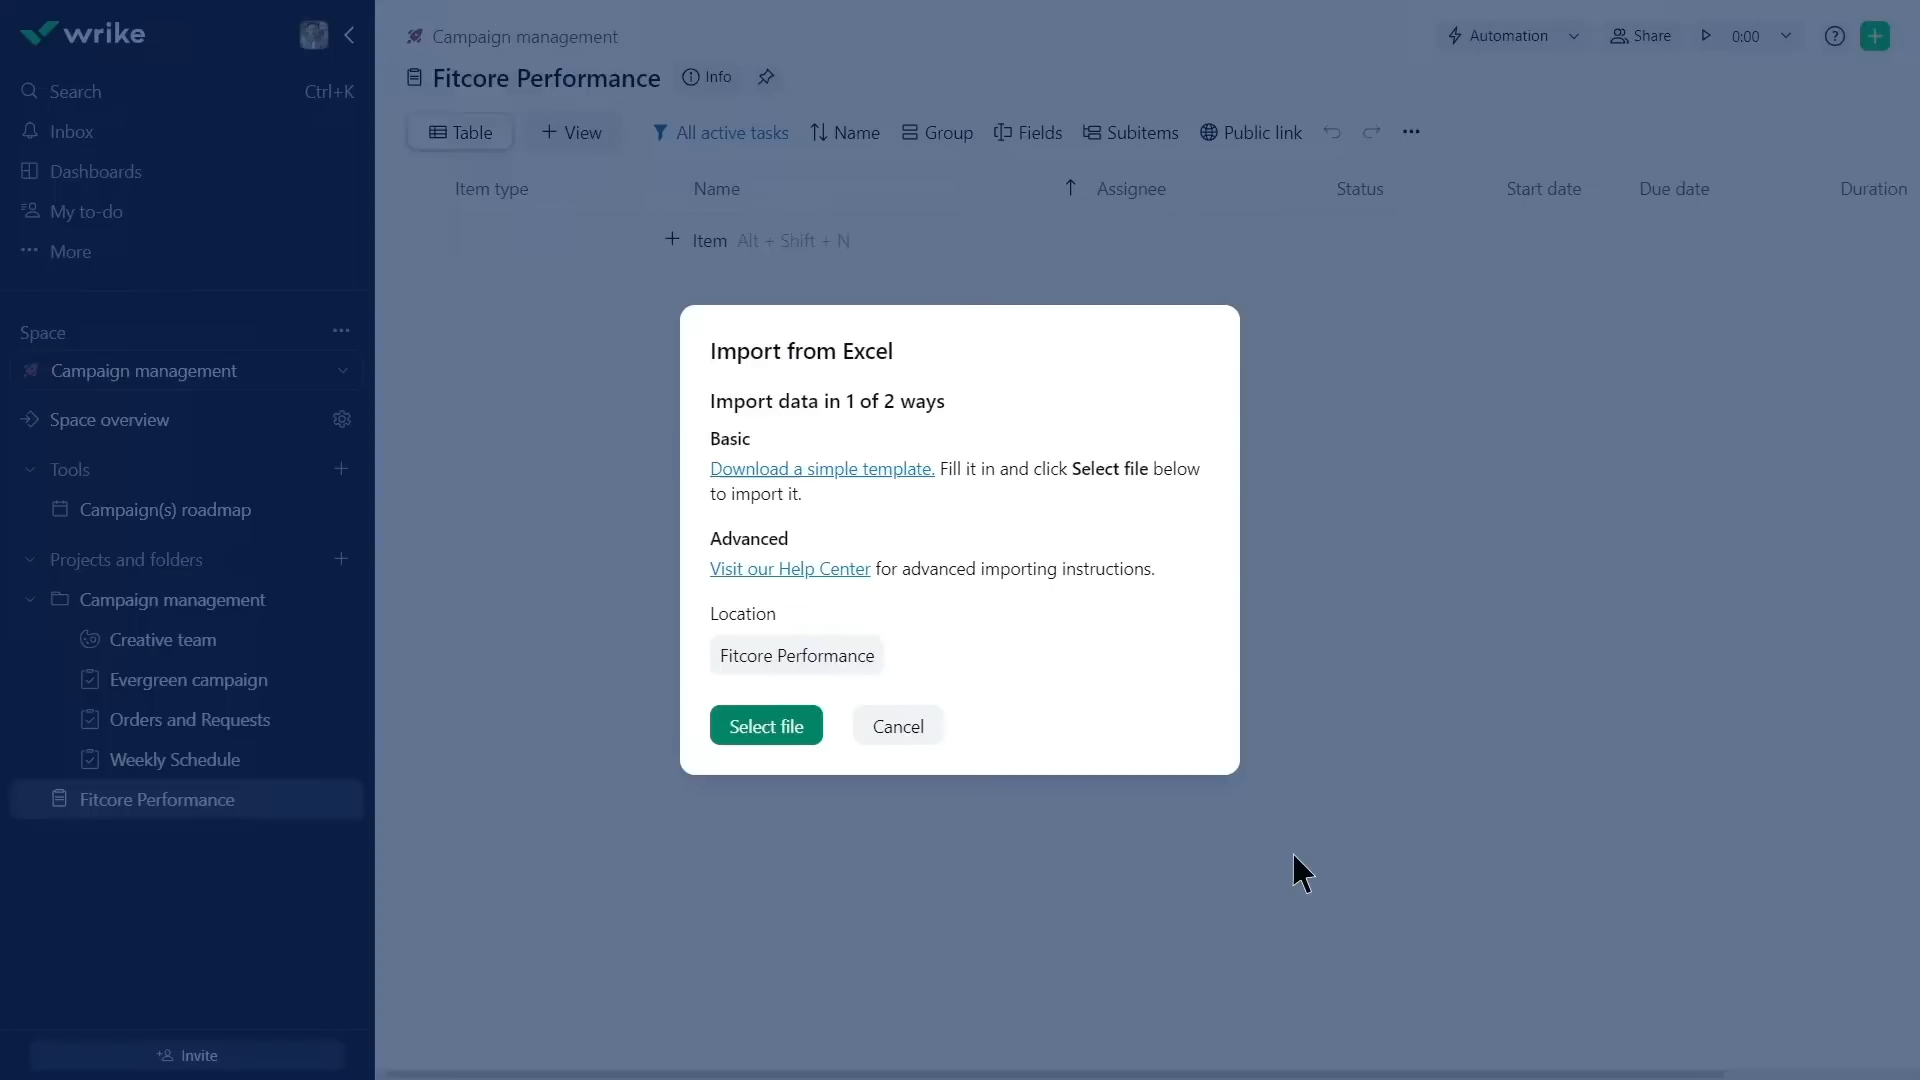 wrike
Search Ctrl+K
Inbox
Dashboards
My to-do
More
Space
Campaign management
Space overview
Tools
Campaign(s) roadmap
Projects and folders
Campaign management
Creative team
Evergreen campaign
Orders and Requests
Weekly Schedule
Fitcore Performance
Invite
Campaign management
Automation Share 0:00
Fitcore Performance Info
Table + View All active tasks Name Group Fields Subitems Public link
Item type Name Assignee Status Start date Due date Duration
+ Item Alt + Shift + N
Import from Excel
Import data in 1 of 2 ways
Basic
Download a simple template. Fill it in and click Select file below
to import it.
Advanced
Visit our Help Center for advanced importing instructions.
Location
Fitcore Performance
Select file Cancel